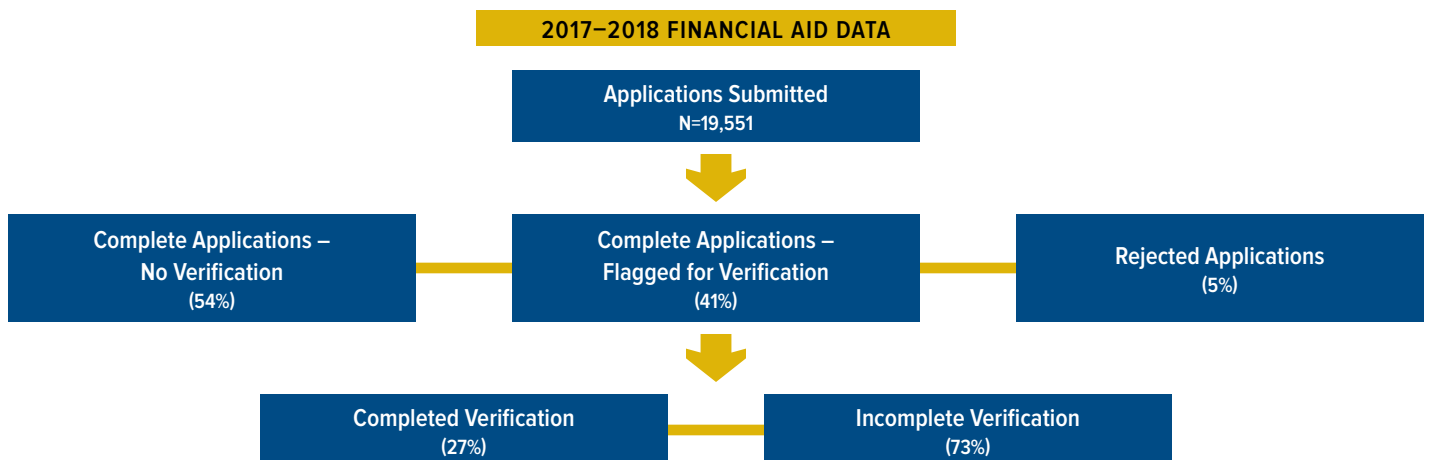 2017–2018 FINANCIAL AID DATA
Applications Submitted
N=19,551
Complete Applications –
No Verification
(54%)
Complete Applications –
Flagged for Verification
(41%)
Rejected Applications
(5%)
Completed Verification
(27%)
Incomplete Verification
(73%)